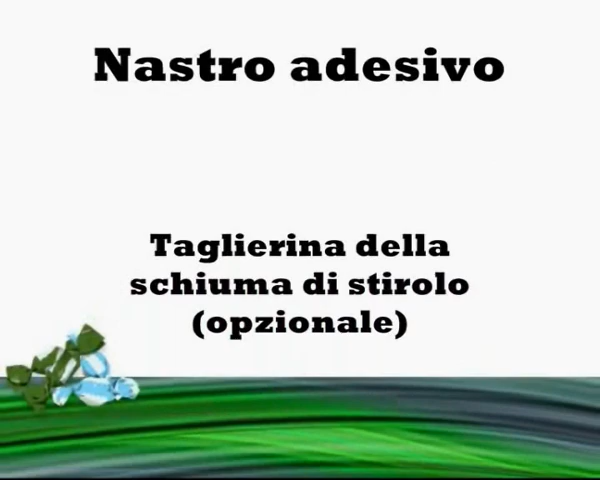 Nastro adesivo
Taglierina della
schiuma di stirolo
(opzionale)